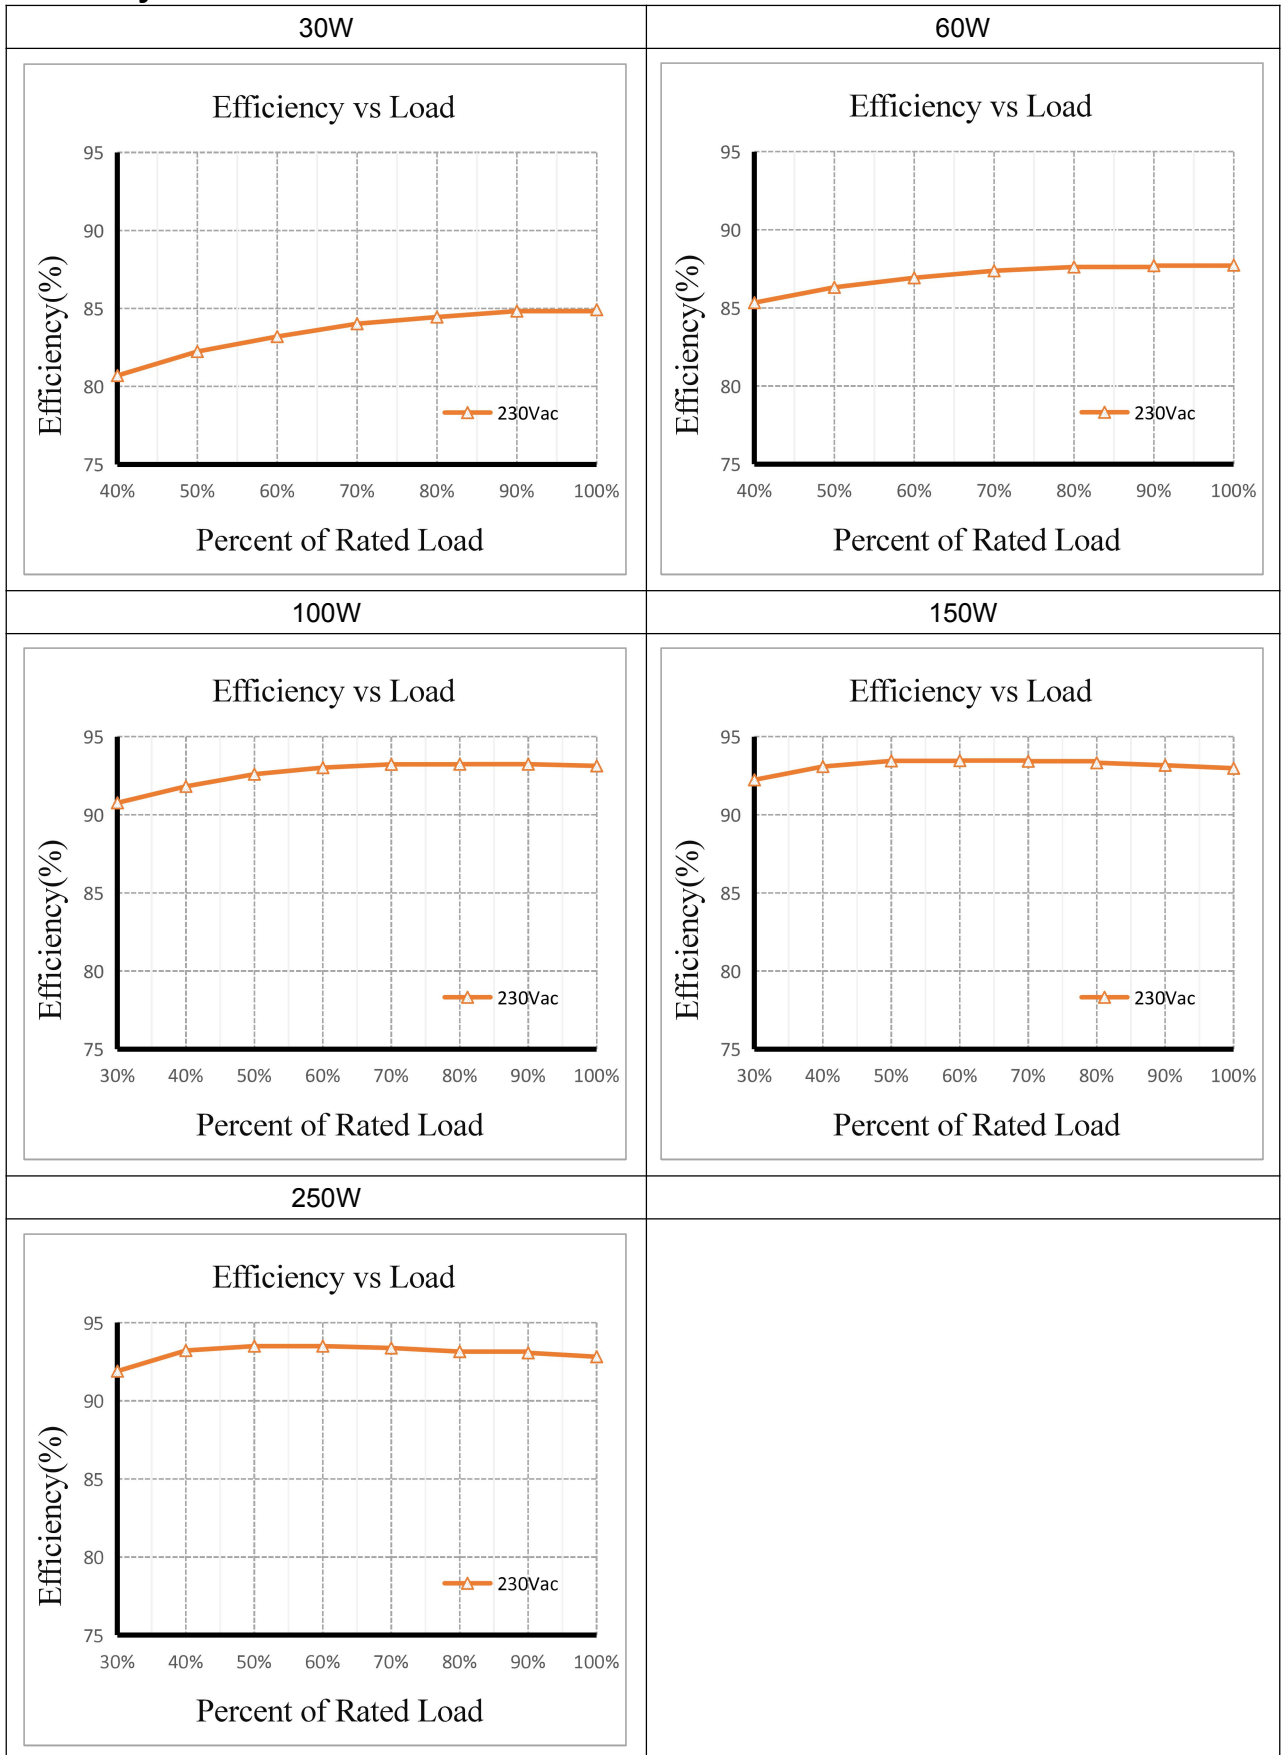 30W
60W
Efficiency vs Load
95
90
85
80
75
Efficiency(%)
230Vac
40% 50% 60% 70% 80% 90% 100%
Percent of Rated Load
Efficiency vs Load
95
90
85
80
75
Efficiency(%)
230Vac
40% 50% 60% 70% 80% 90% 100%
Percent of Rated Load
100W
150W
Efficiency vs Load
95
90
85
80
75
Efficiency(%)
230Vac
30% 40% 50% 60% 70% 80% 90% 100%
Percent of Rated Load
Efficiency vs Load
95
90
85
80
75
Efficiency(%)
230Vac
30% 40% 50% 60% 70% 80% 90% 100%
Percent of Rated Load
250W
Efficiency vs Load
95
90
85
80
75
Efficiency(%)
230Vac
30% 40% 50% 60% 70% 80% 90% 100%
Percent of Rated Load